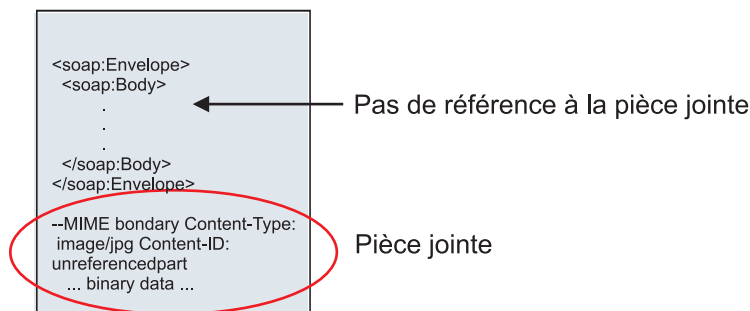 <soap:Envelope>
<soap:Body>
.
.
.
</soap:Body>
</soap:Envelope>
Pas de référence à la pièce jointe
--MIME bondary Content-Type:
image/jpg Content-ID:
unreferencedpart
... binary data ...
Pièce jointe